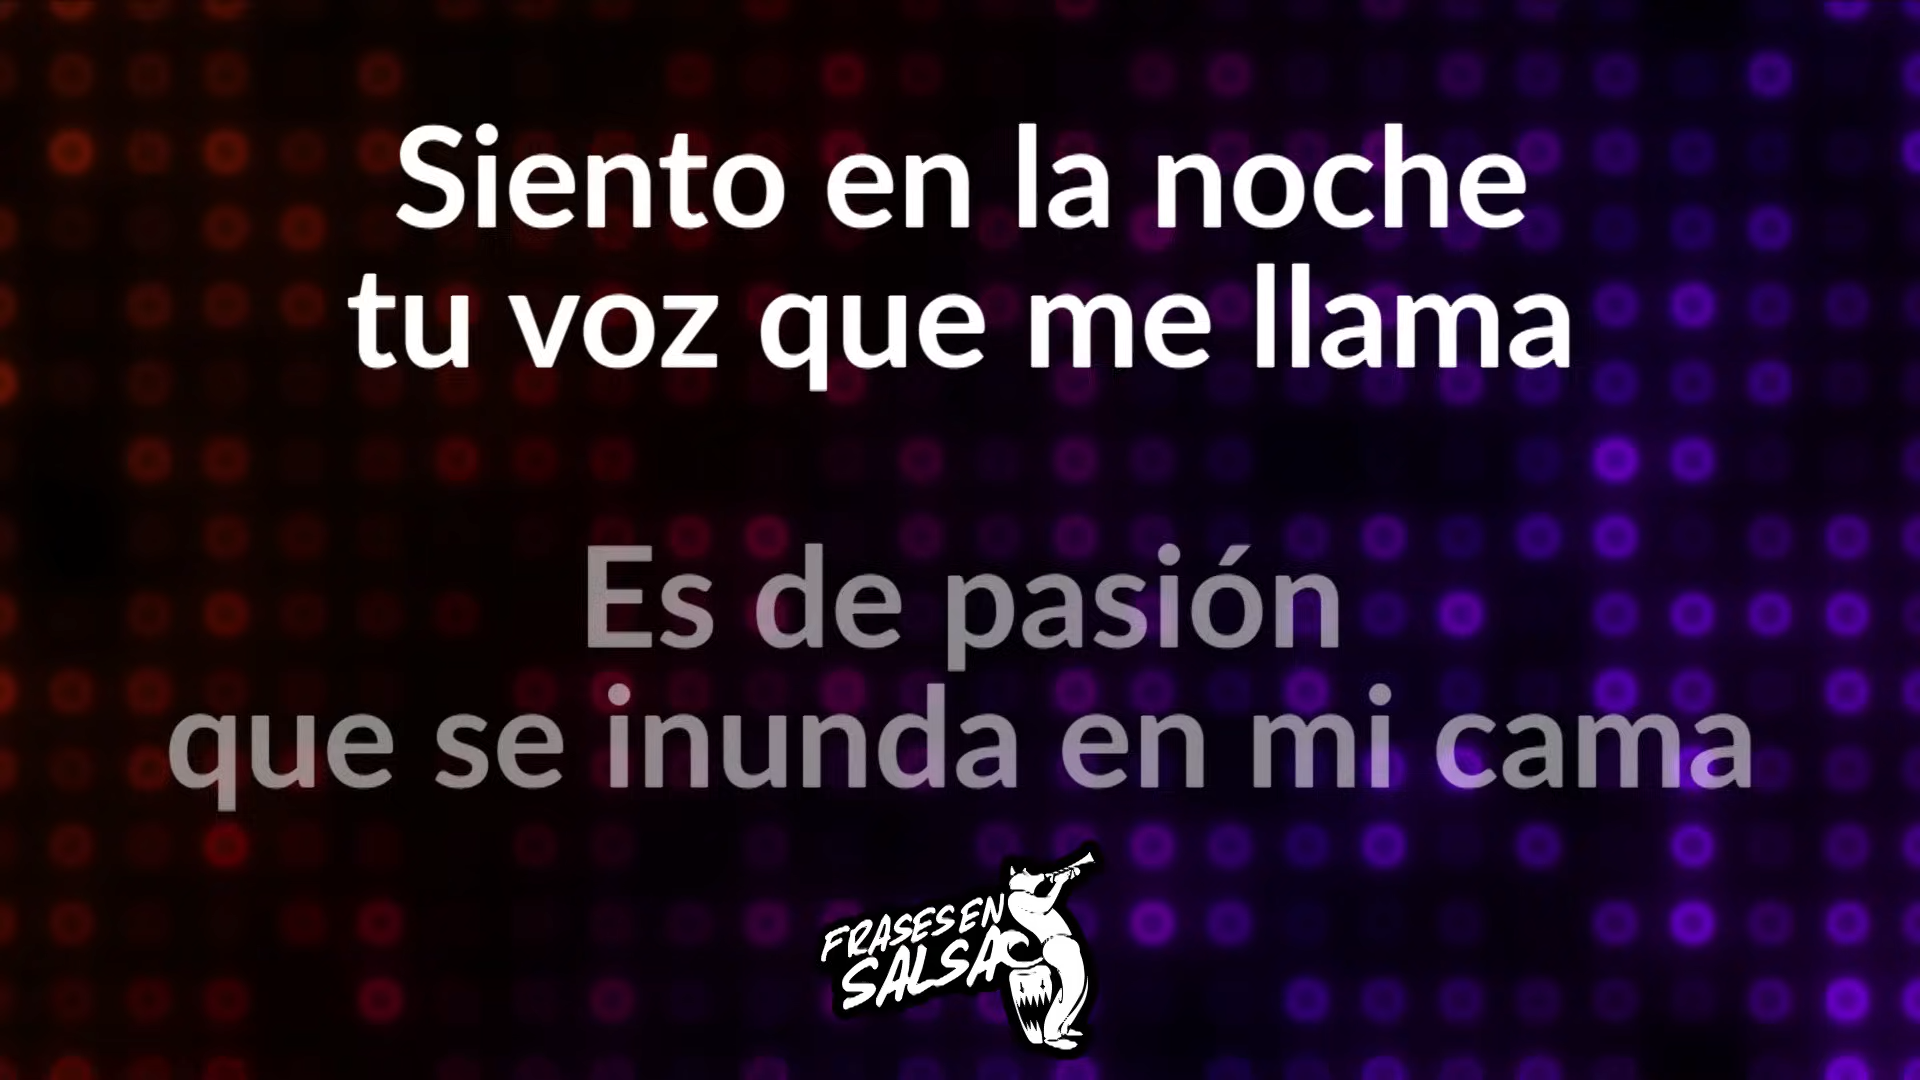 Siento en la noche
tu voz que me llama
Es de pasión
que se inunda en mi cama
FRASES EN
SALSA